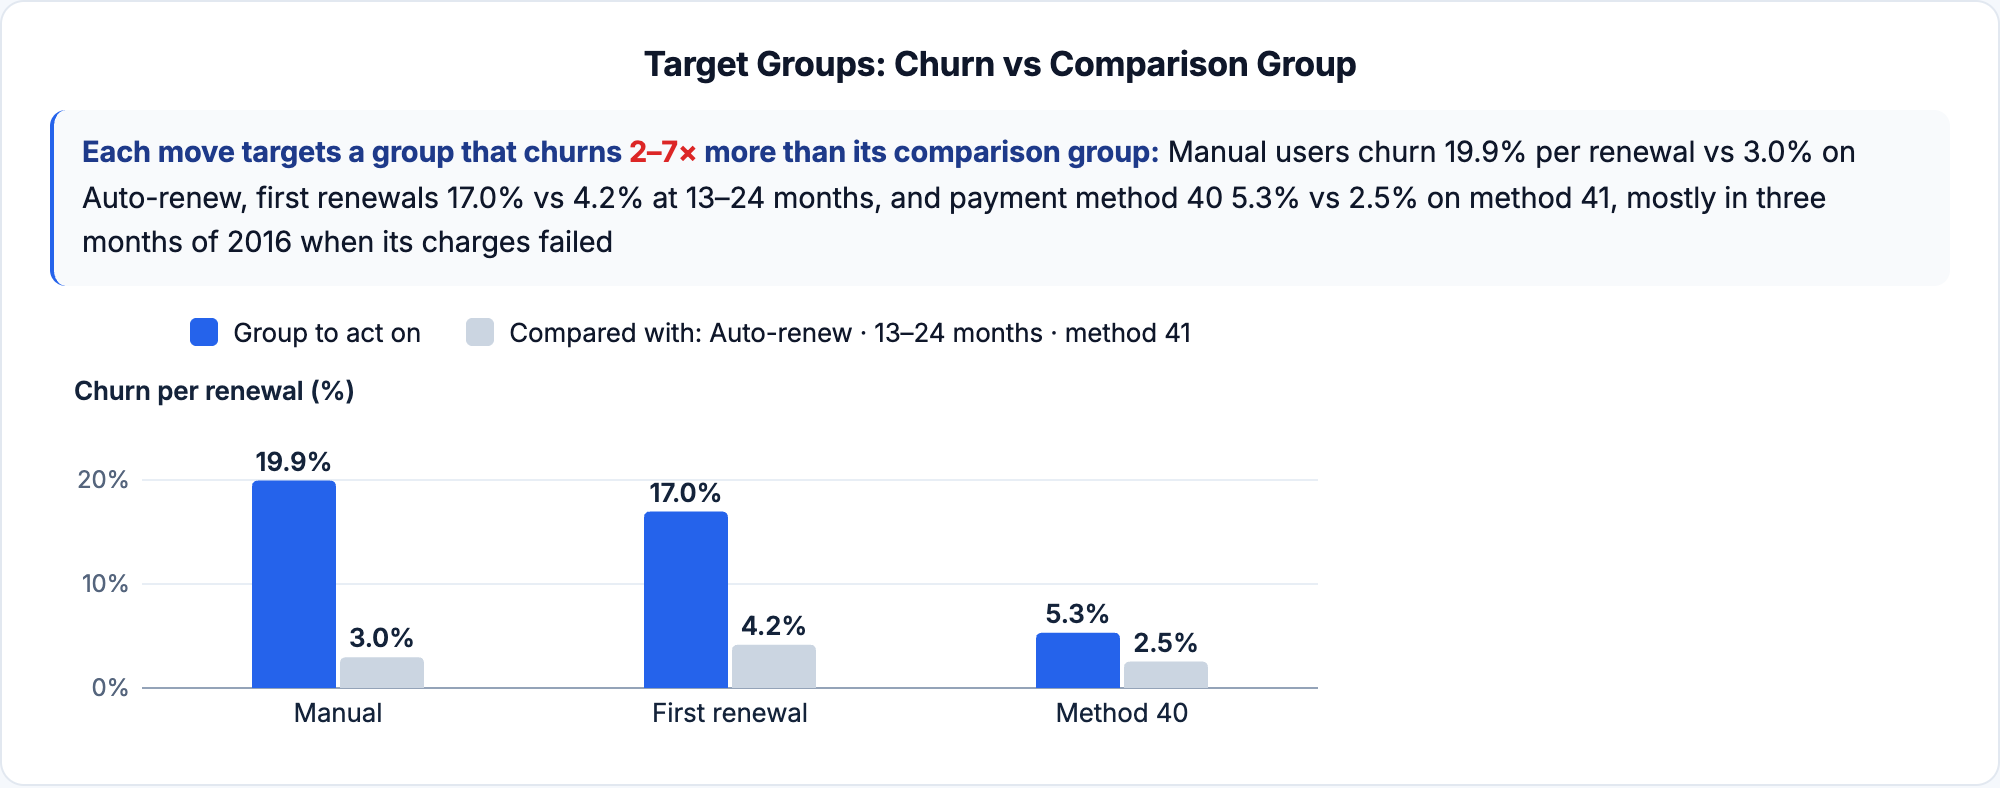 Target Groups: Churn vs Comparison Group
Each move targets a group that churns 2–7× more than its comparison group: Manual users churn 19.9% per renewal vs 3.0% on
Auto-renew, first renewals 17.0% vs 4.2% at 13–24 months, and payment method 40 5.3% vs 2.5% on method 41, mostly in three
months of 2016 when its charges failed
Group to act on
Compared with: Auto-renew · 13–24 months · method 41
Churn per renewal (%)
20%
10%
0%
19.9%
3.0%
17.0%
4.2%
5.3%
2.5%
Manual
First renewal
Method 40